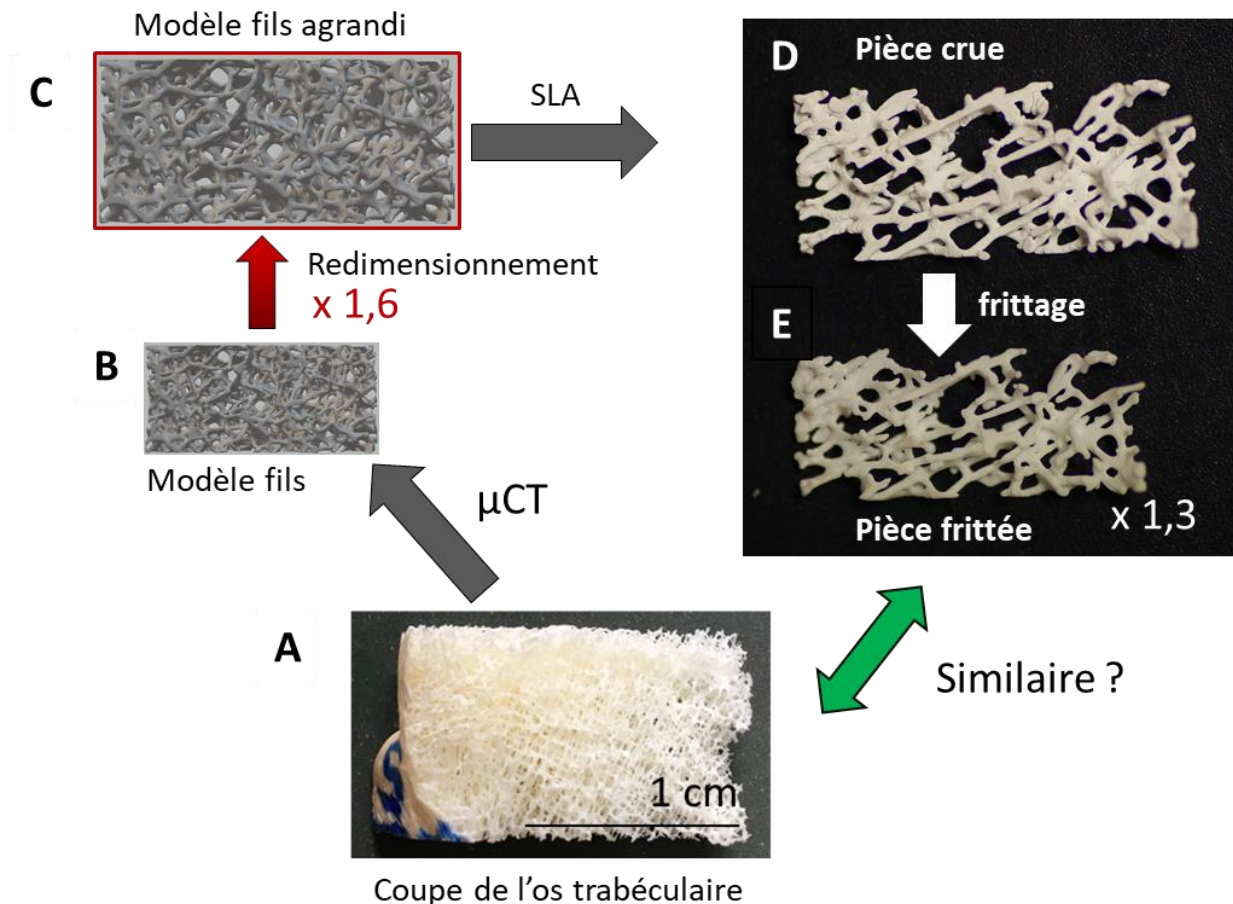 Modèle fils agrandi
C
SLA
Redimensionnement
x 1,6
B
Modèle fils
µCT
D
Pièce crue
frittage
E
x 1,3
Pièce frittée
A
1 cm
Similaire ?
Coupe de l’os trabéculaire